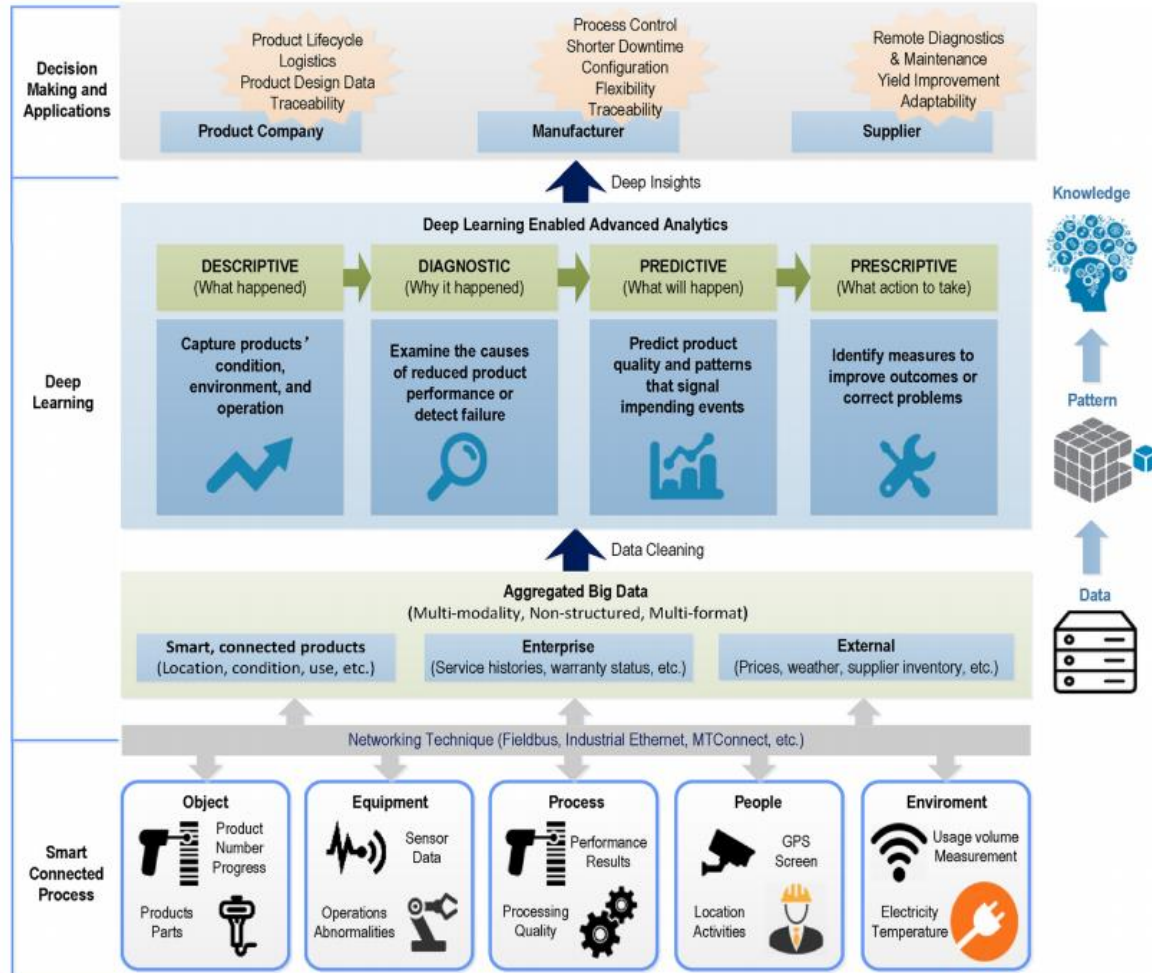 Decision
Making and
Applications
Product Lifecycle
Logistics
Product Design Data
Traceability
Product Company
Process Control
Shorter Downtime
Configuration
Flexibility
Traceability
Manufacturer
Remote Diagnostics
& Maintenance
Yield Improvement
Adaptability
Supplier
Deep Insights
Deep
Learning
Deep Learning Enabled Advanced Analytics
DESCRIPTIVE
(What happened)
DIAGNOSTIC
(Why it happened)
PREDICTIVE
(What will happen)
PRESCRIPTIVE
(What action to take)
Capture products’
condition,
environment, and
operation
Examine the causes
of reduced product
performance or
detect failure
Predict product
quality and patterns
that signal
impending events
Identify measures to
improve outcomes or
correct problems
Knowledge
Pattern
Data
Data Cleaning
Aggregated Big Data
(Multi-modality, Non-structured, Multi-format)
Smart, connected products
(Location, condition, use, etc.)
Enterprise
(Service histories, warranty status, etc.)
External
(Prices, weather, supplier inventory, etc.)
Networking Technique (Fieldbus, Industrial Ethernet, MTConnect, etc.)
Smart
Connected
Process
Object
Product
Number
Progress
Products
Parts
Equipment
Sensor
Data
Operations
Abnormalities
Process
Performance
Results
Processing
Quality
People
GPS
Screen
Location
Activities
Enviroment
Usage volume
Measurement
Electricity
Temperature